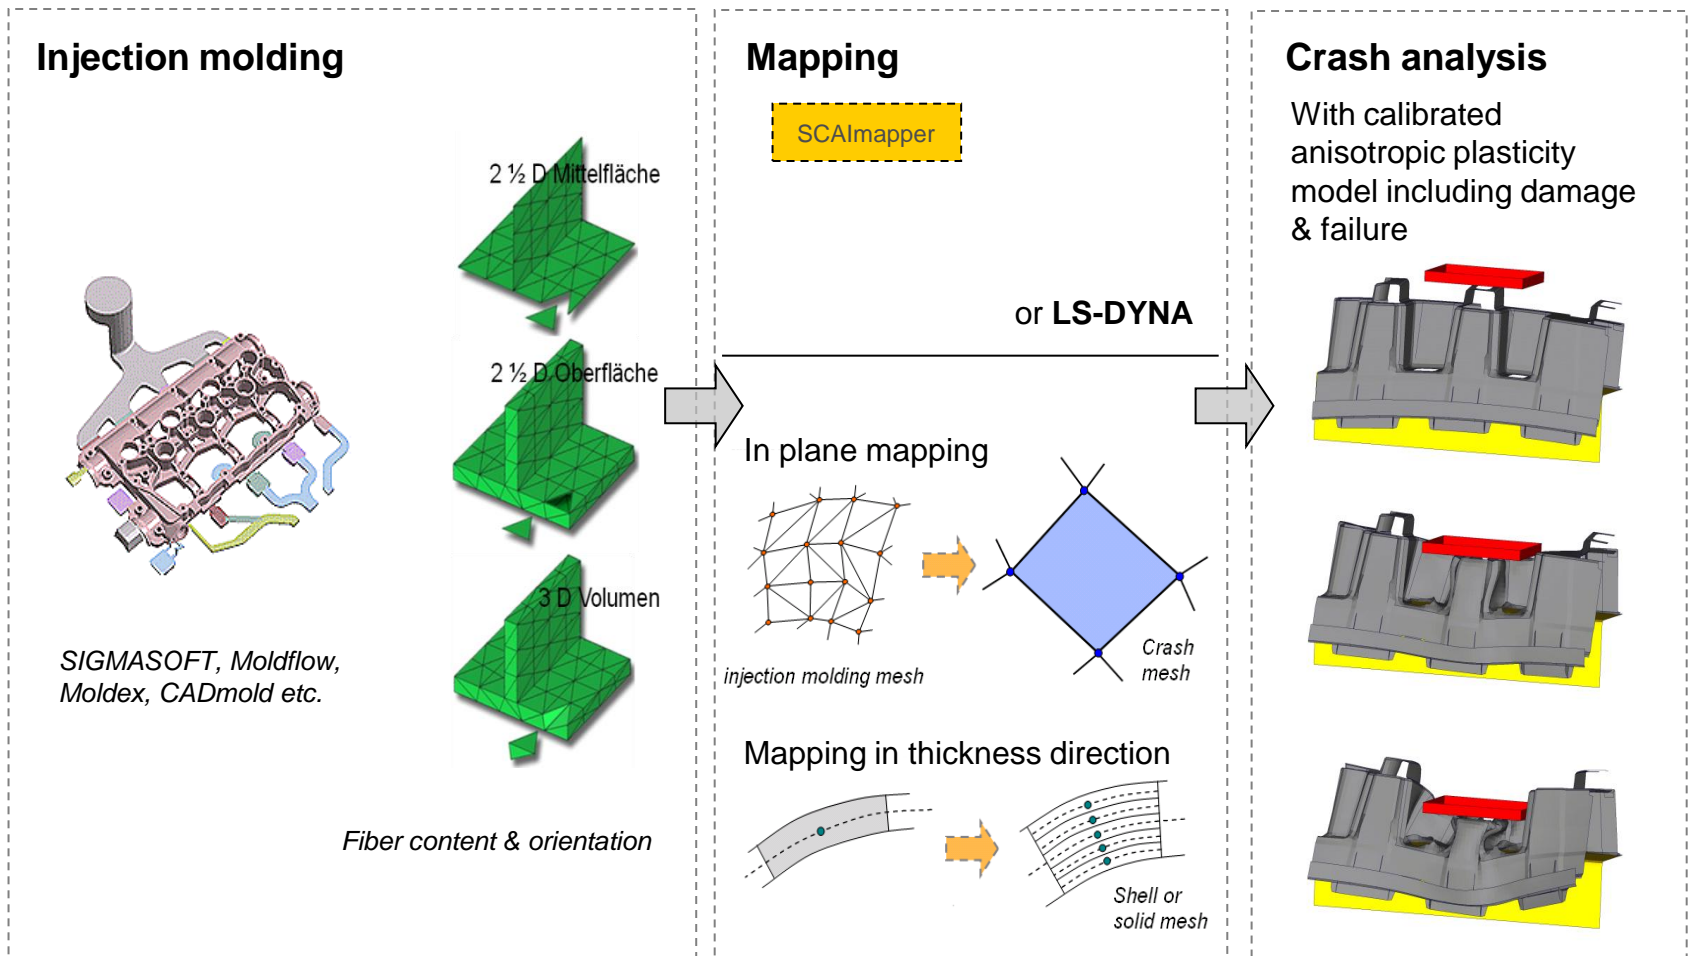 Injection molding
2 ½ D Mittelfläche
2 ½ D Oberfläche
3 D Volumen
SIGMASOFT, Moldflow,
Moldex, CADmold etc.
Fiber content & orientation
Mapping
SCAImapper
or LS-DYNA
In plane mapping
injection molding mesh
Crash
mesh
Mapping in thickness direction
Shell or
solid mesh
Crash analysis
With calibrated
anisotropic plasticity
model including damage
& failure